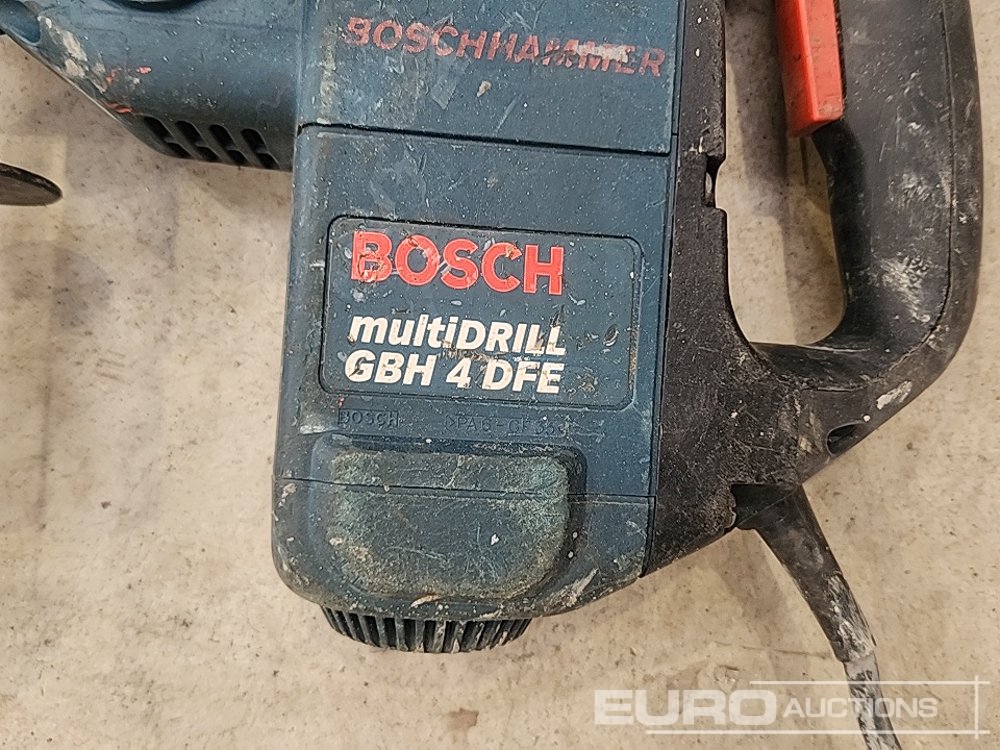 BOSCHHAMMER
BOSCH
multiDRILL
GBH 4 DFE
BOSCH
EURO AUCTIONS